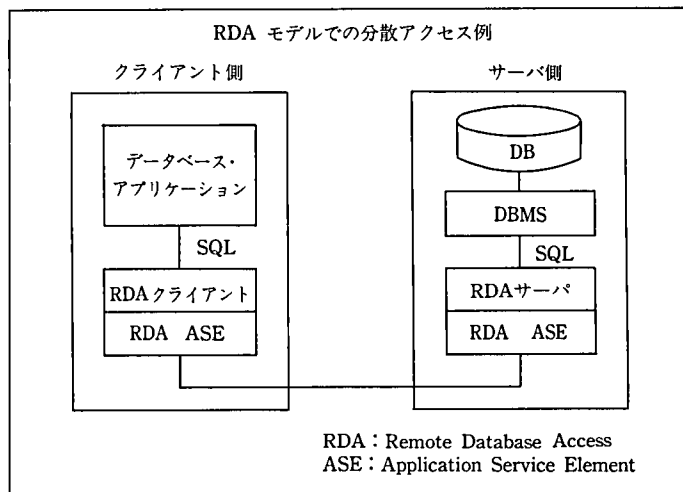 RDA モデルでの分散アクセス例
クライアント側
データベース・
アプリケーション
SQL
RDAクライアント
RDA ASE
サーバ側
DB
DBMS
SQL
RDAサーバ
RDA ASE
RDA：Remote Database Access
ASE：Application Service Element